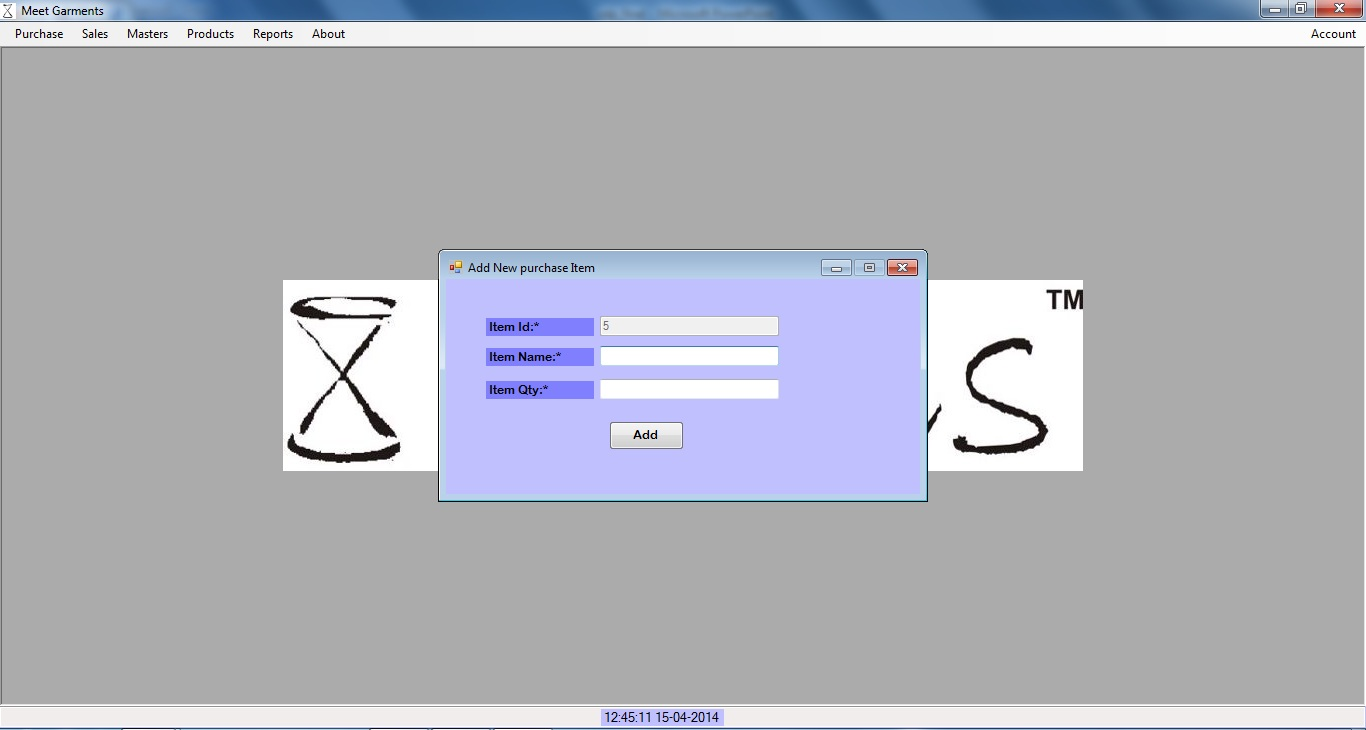 Meet Garments
Purchase Sales Masters Products Reports About Account
Add New purchase Item
TM
Item Id:* 5
Item Name:*
Item Qty:*
S
Add
12:45:11 15-04-2014